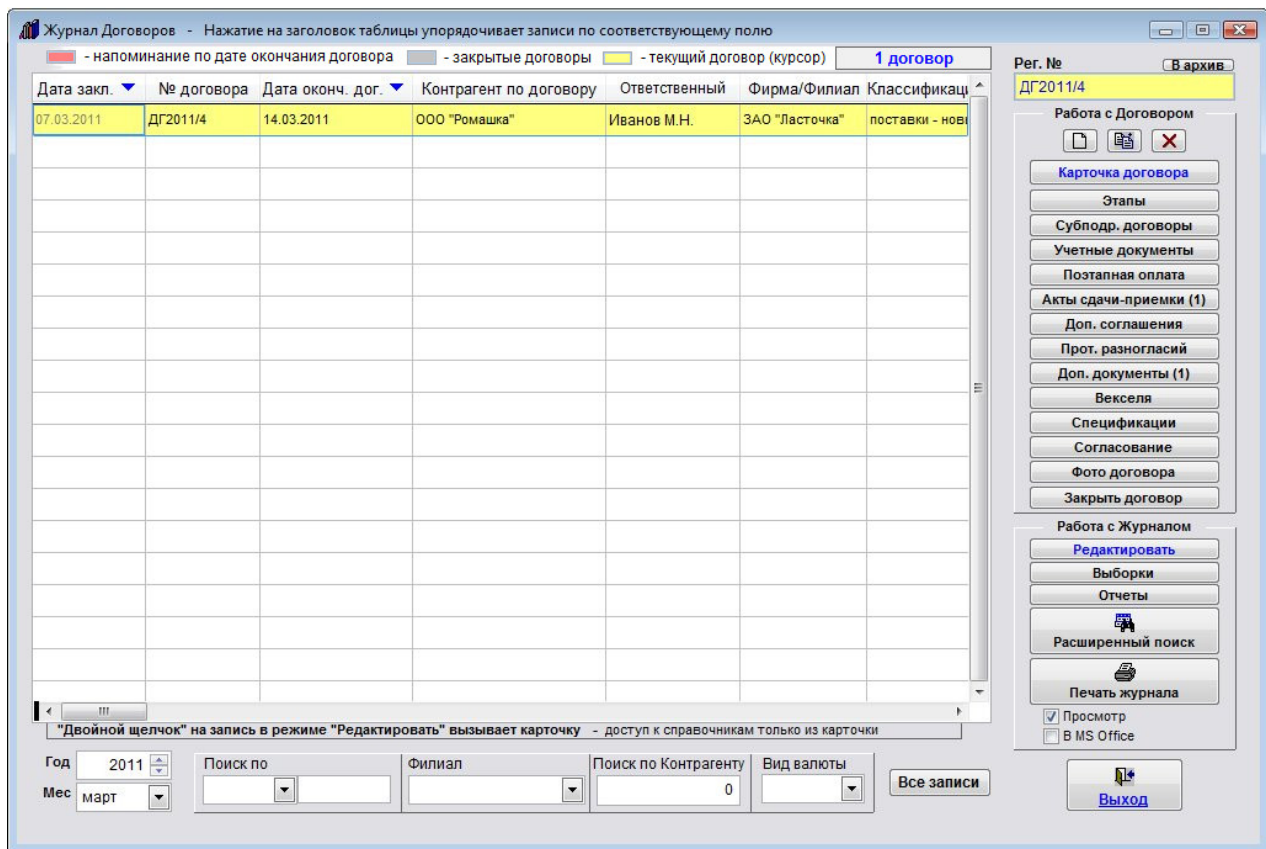 Журнал Договоров - Нажатие на заголовок таблицы упорядочивает записи по соответствующему полю
- напоминание по дате окончания договора - закрытые договоры - текущий договор (курсор) 1 договор
Дата закл. № договора Дата оконч. дог. Контрагент по договору Ответственный Фирма/Филиал Классификаци
07.03.2011 ДГ2011/4 14.03.2011 ООО "Ромашка" Иванов М.Н. ЗАО "Ласточка" поставки - нов
"Двойной щелчок" на запись в режиме "Редактировать" вызывает карточку - доступ к справочникам только из карточки
Год 2011
Мес март
Поиск по
Филиал
Поиск по Контрагенту
0
Вид валюты
Все записи
Рег. № В архив
ДГ2011/4
Работа с Договором
Карточка договора
Этапы
Субподр. договоры
Учетные документы
Поэтапная оплата
Акты сдачи-приемки (1)
Доп. соглашения
Прот. разногласий
Доп. документы (1)
Векселя
Спецификации
Согласование
Фото договора
Закрыть договор
Работа с Журналом
Редактировать
Выборки
Отчеты
Расширенный поиск
Печать журнала
Просмотр
В MS Office
Выход